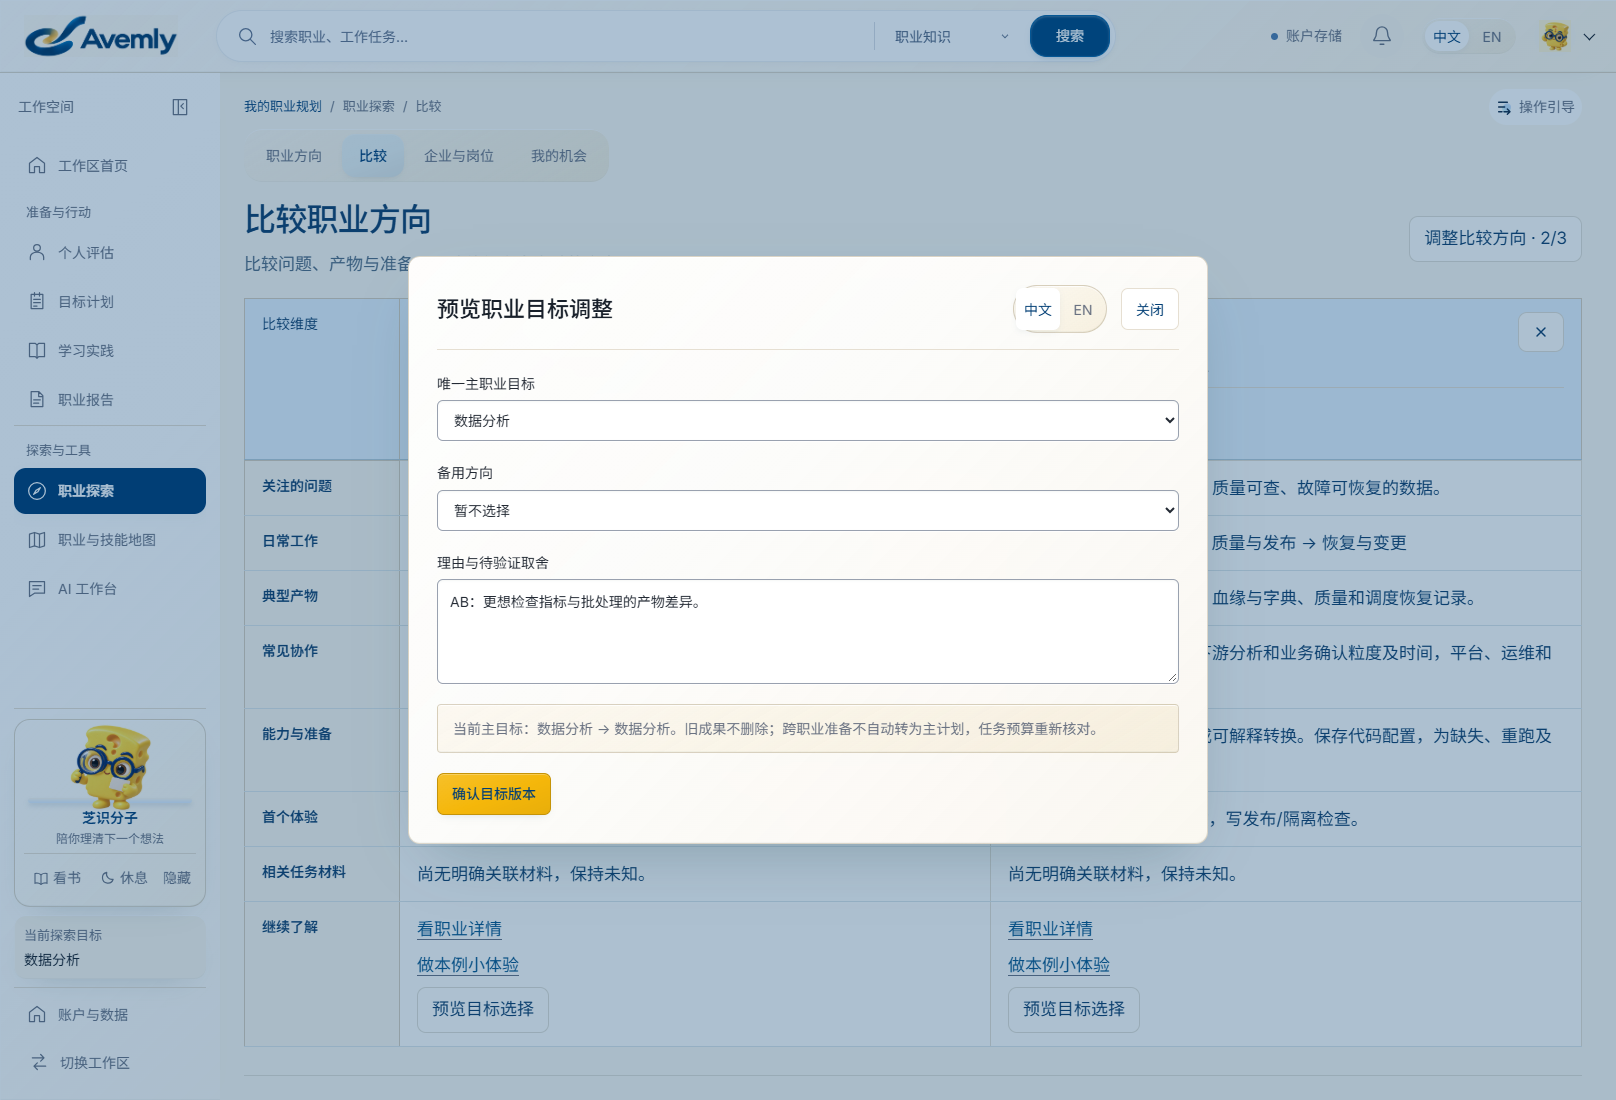 Avemly
搜索职业、工作任务...
职业知识
搜索
账户存储
中文
EN
工作空间
工作区首页
准备与行动
个人评估
目标计划
学习实践
职业报告
探索与工具
职业探索
职业与技能地图
AI 工作台
芝识分子
陪你理清下一个想法
看书
休息
隐藏
当前探索目标
数据分析
账户与数据
切换工作区
我的职业规划 / 职业探索 / 比较
操作引导
职业方向
比较
企业与岗位
我的机会
比较职业方向
调整比较方向 · 2/3
比较问题、产物与准备
比较维度
关注的问题
质量可查、故障可恢复的数据。
日常工作
质量与发布 → 恢复与变更
典型产物
血缘与字典、质量和调度恢复记录。
常见协作
游分析和业务确认粒度及时间，平台、运维和
能力与准备
可解释转换。保存代码配置，为缺失、重跑及
首个体验
，写发布/隔离检查。
相关任务材料
尚无明确关联材料，保持未知。
尚无明确关联材料，保持未知。
继续了解
看职业详情
做本例小体验
预览目标选择
看职业详情
做本例小体验
预览目标选择
预览职业目标调整
中文
EN
关闭
唯一主职业目标
数据分析
备用方向
暂不选择
理由与待验证取舍
AB：更想检查指标与批处理的产物差异。
当前主目标：数据分析 → 数据分析。旧成果不删除；跨职业准备不自动转为主计划，任务预算重新核对。
确认目标版本